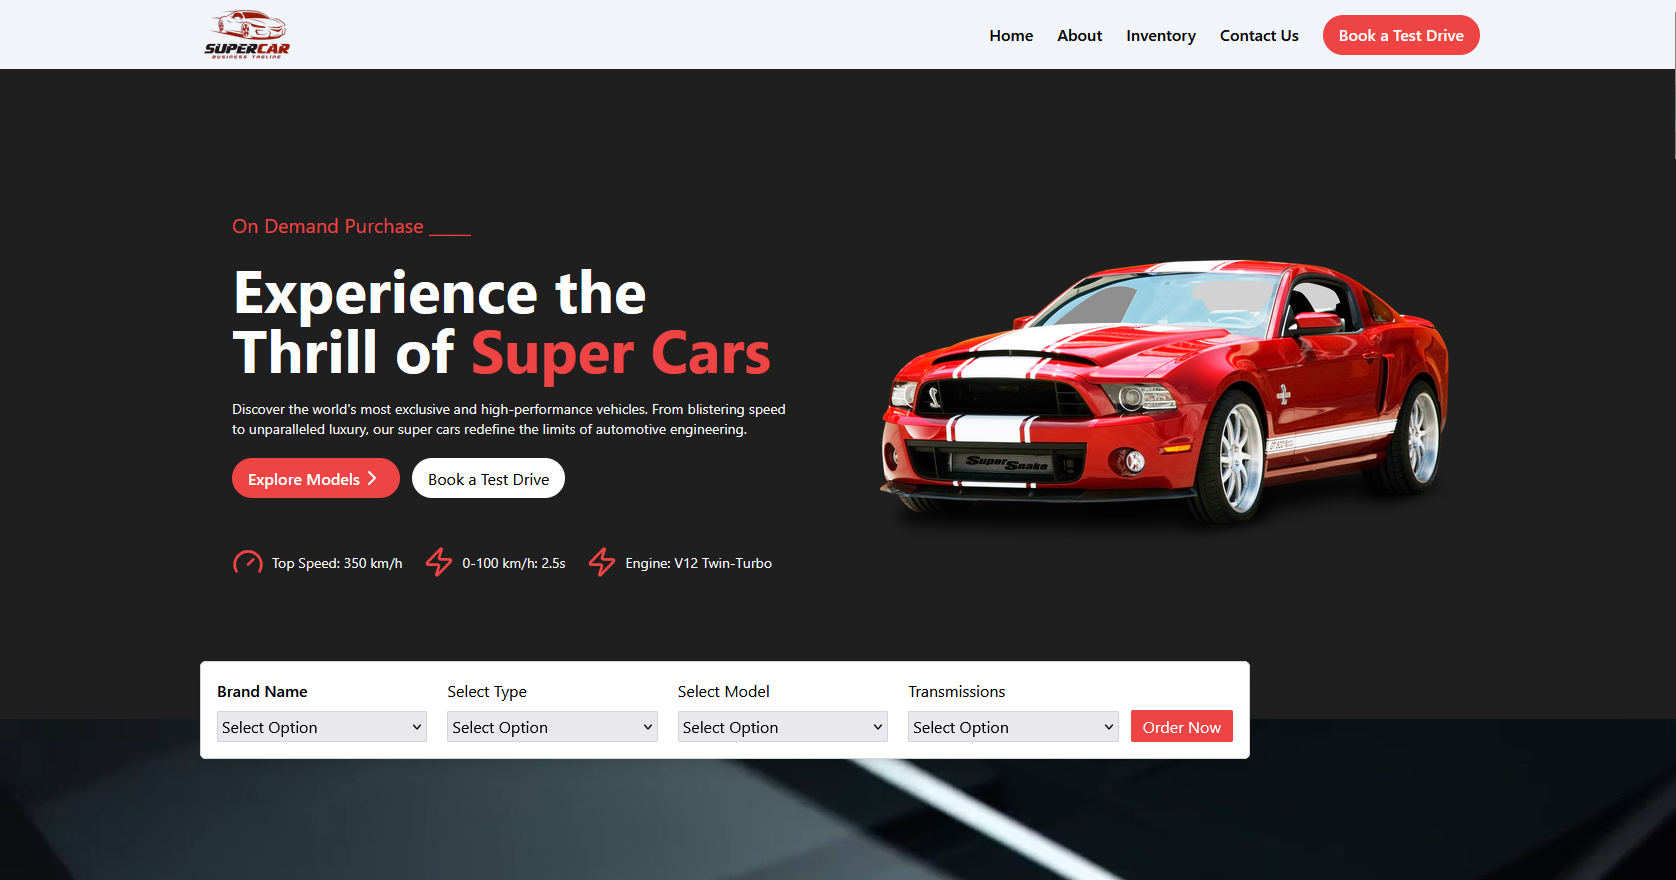 SUPERCAR
BUSINESS TAGLINE
Home
About
Inventory
Contact Us
Book a Test Drive
On Demand Purchase _____
Experience the
Thrill of Super Cars
Discover the world's most exclusive and high-performance vehicles. From blistering speed
to unparalleled luxury, our super cars redefine the limits of automotive engineering.
Explore Models
Book a Test Drive
Top Speed: 350 km/h
0-100 km/h: 2.5s
Engine: V12 Twin-Turbo
Super Snake
Brand Name
Select Type
Select Model
Transmissions
Select Option
Select Option
Select Option
Select Option
Order Now